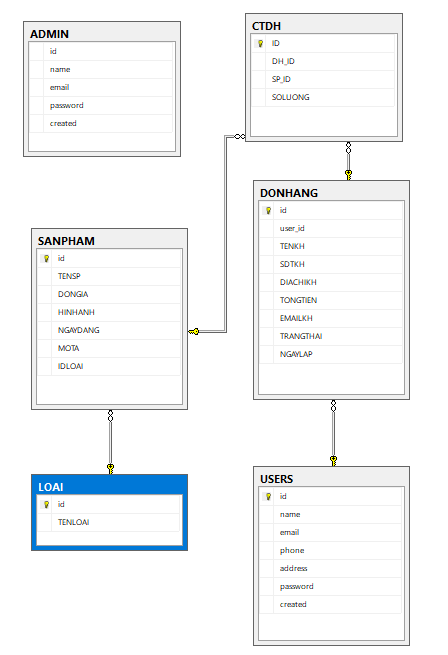 ADMIN
id
name
email
password
created
CTDH
ID
DH_ID
SP_ID
SOLUONG
SANPHAM
id
TENSP
DONGIA
HINHANH
NGAYDANG
MOTA
IDLOAI
DONHANG
id
user_id
TENKH
SDTKH
DIACHIKH
TONGTIEN
EMAILKH
TRANGTHAI
NGAYLAP
LOAI
id
TENLOAI
USERS
id
name
email
phone
address
password
created